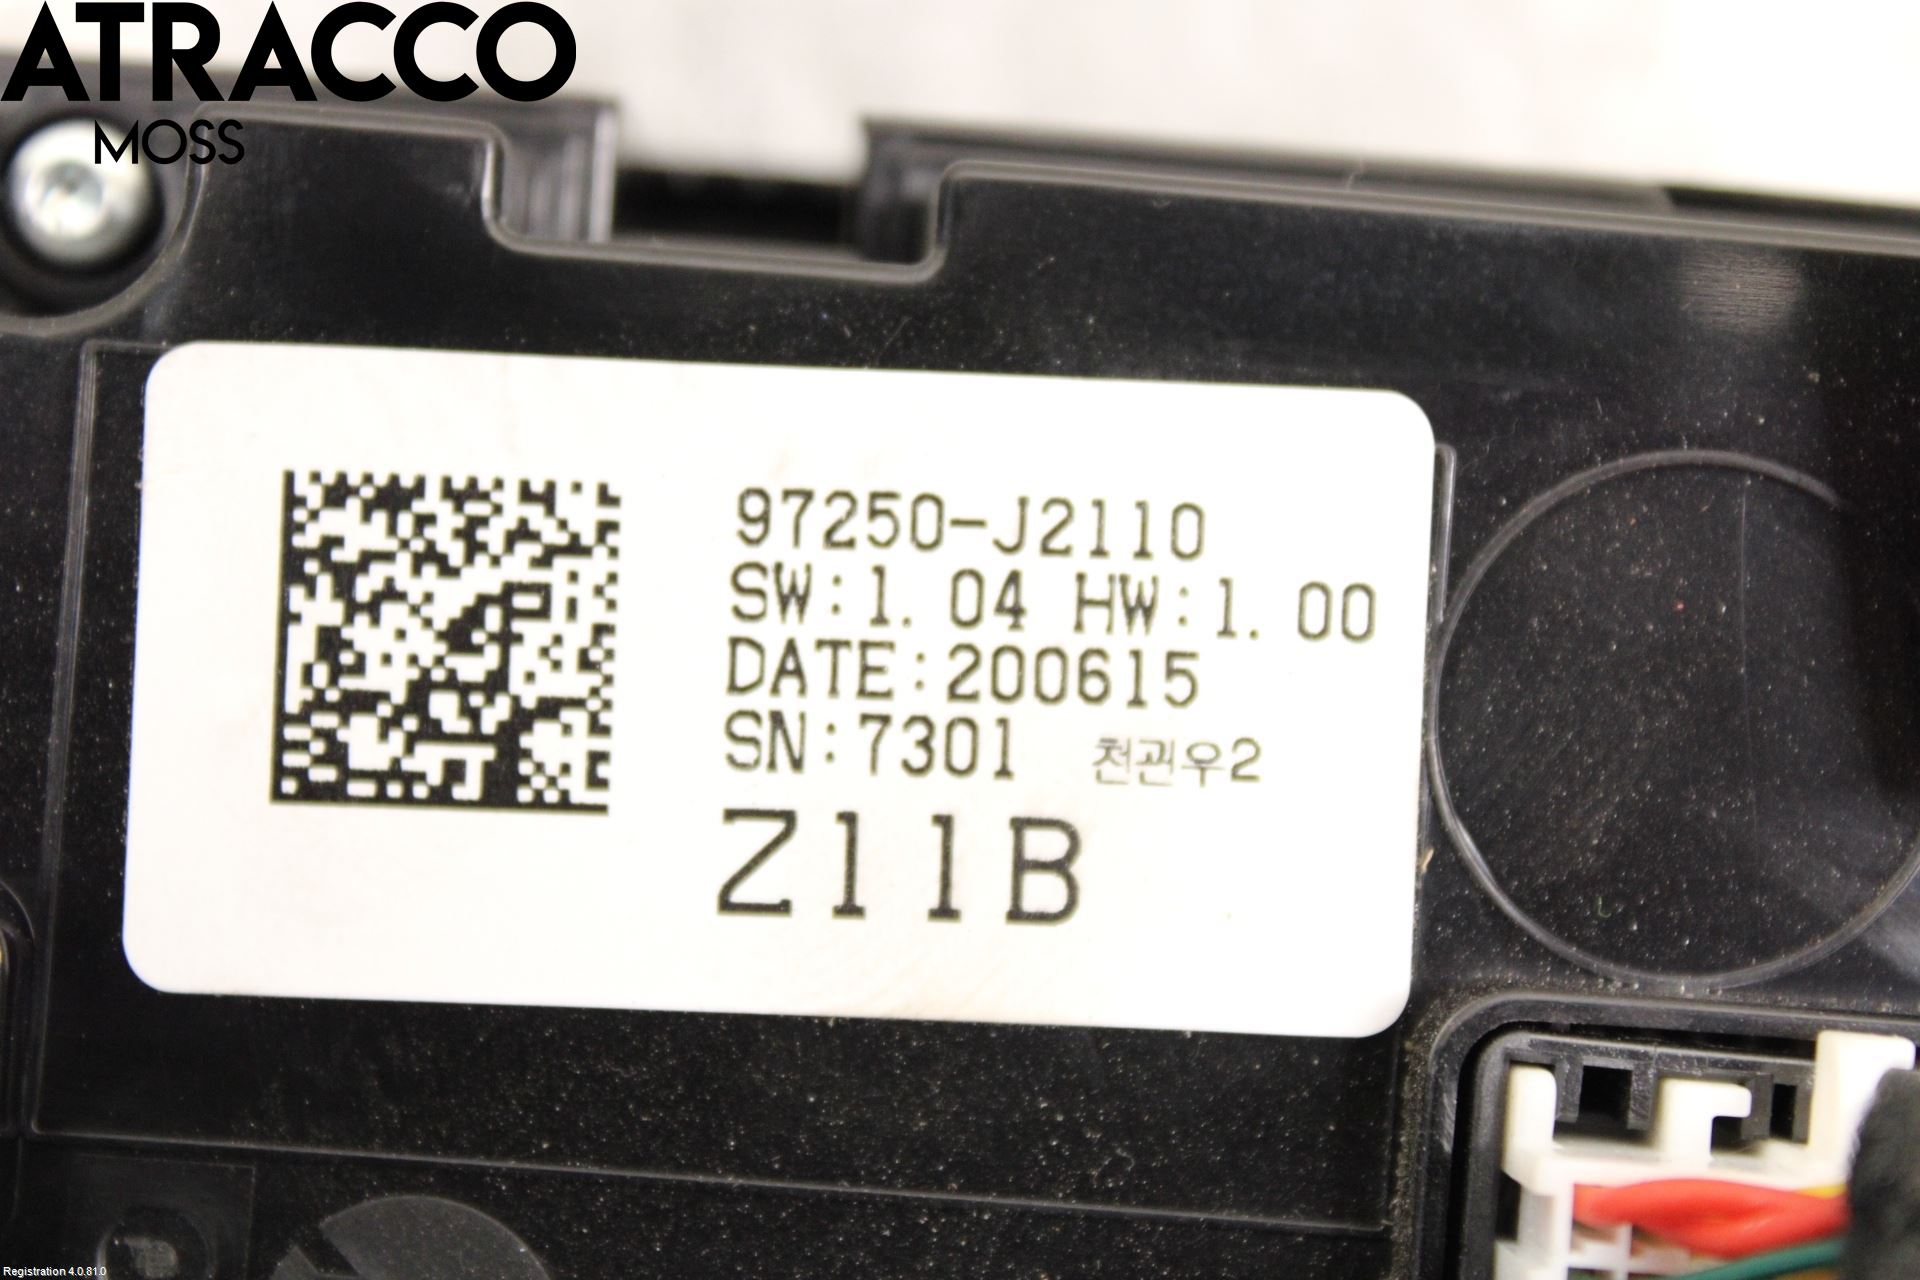 ATRACCO
MOSS
97250-J2110
SW:1. 04 HW:1. 00
DATE:200615
SN:7301 천관우2
Z11B
Registration 4.0.81.0